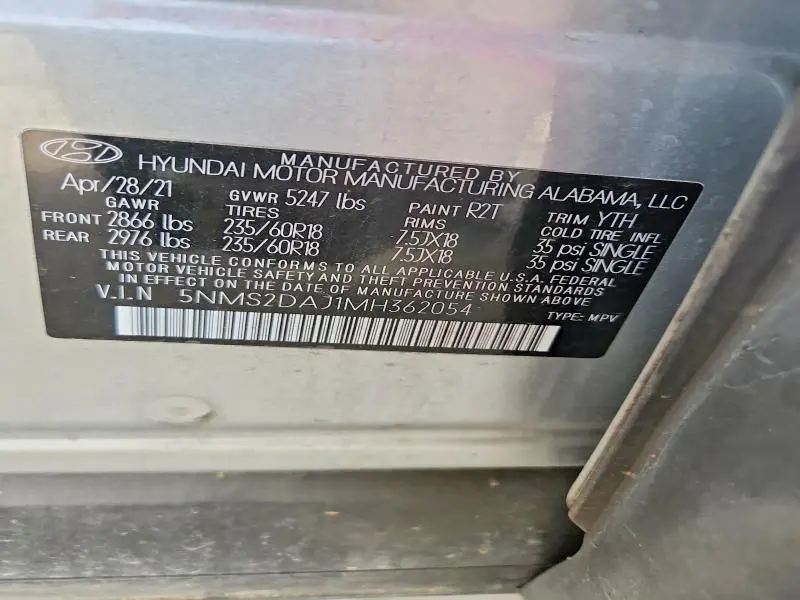 MANUFACTURED BY
HYUNDAI MOTOR MANUFACTURING ALABAMA, LLC
Apr/28/21 GVWR 5247 lbs PAINT R2T TRIM YTH
GAWR TIRES RIMS COLD TIRE INFL
FRONT 2866 lbs 235/60R18 7.5JX18 35 psi SINGLE
REAR 2976 lbs 235/60R18 7.5JX18 35 psi SINGLE
THIS VEHICLE CONFORMS TO ALL APPLICABLE U.S.A. FEDERAL
MOTOR VEHICLE SAFETY AND THEFT PREVENTION STANDARDS
IN EFFECT ON THE DATE OF MANUFACTURE SHOWN ABOVE
V.I.N 5NMS2DAJ1MH362054 TYPE: MPV